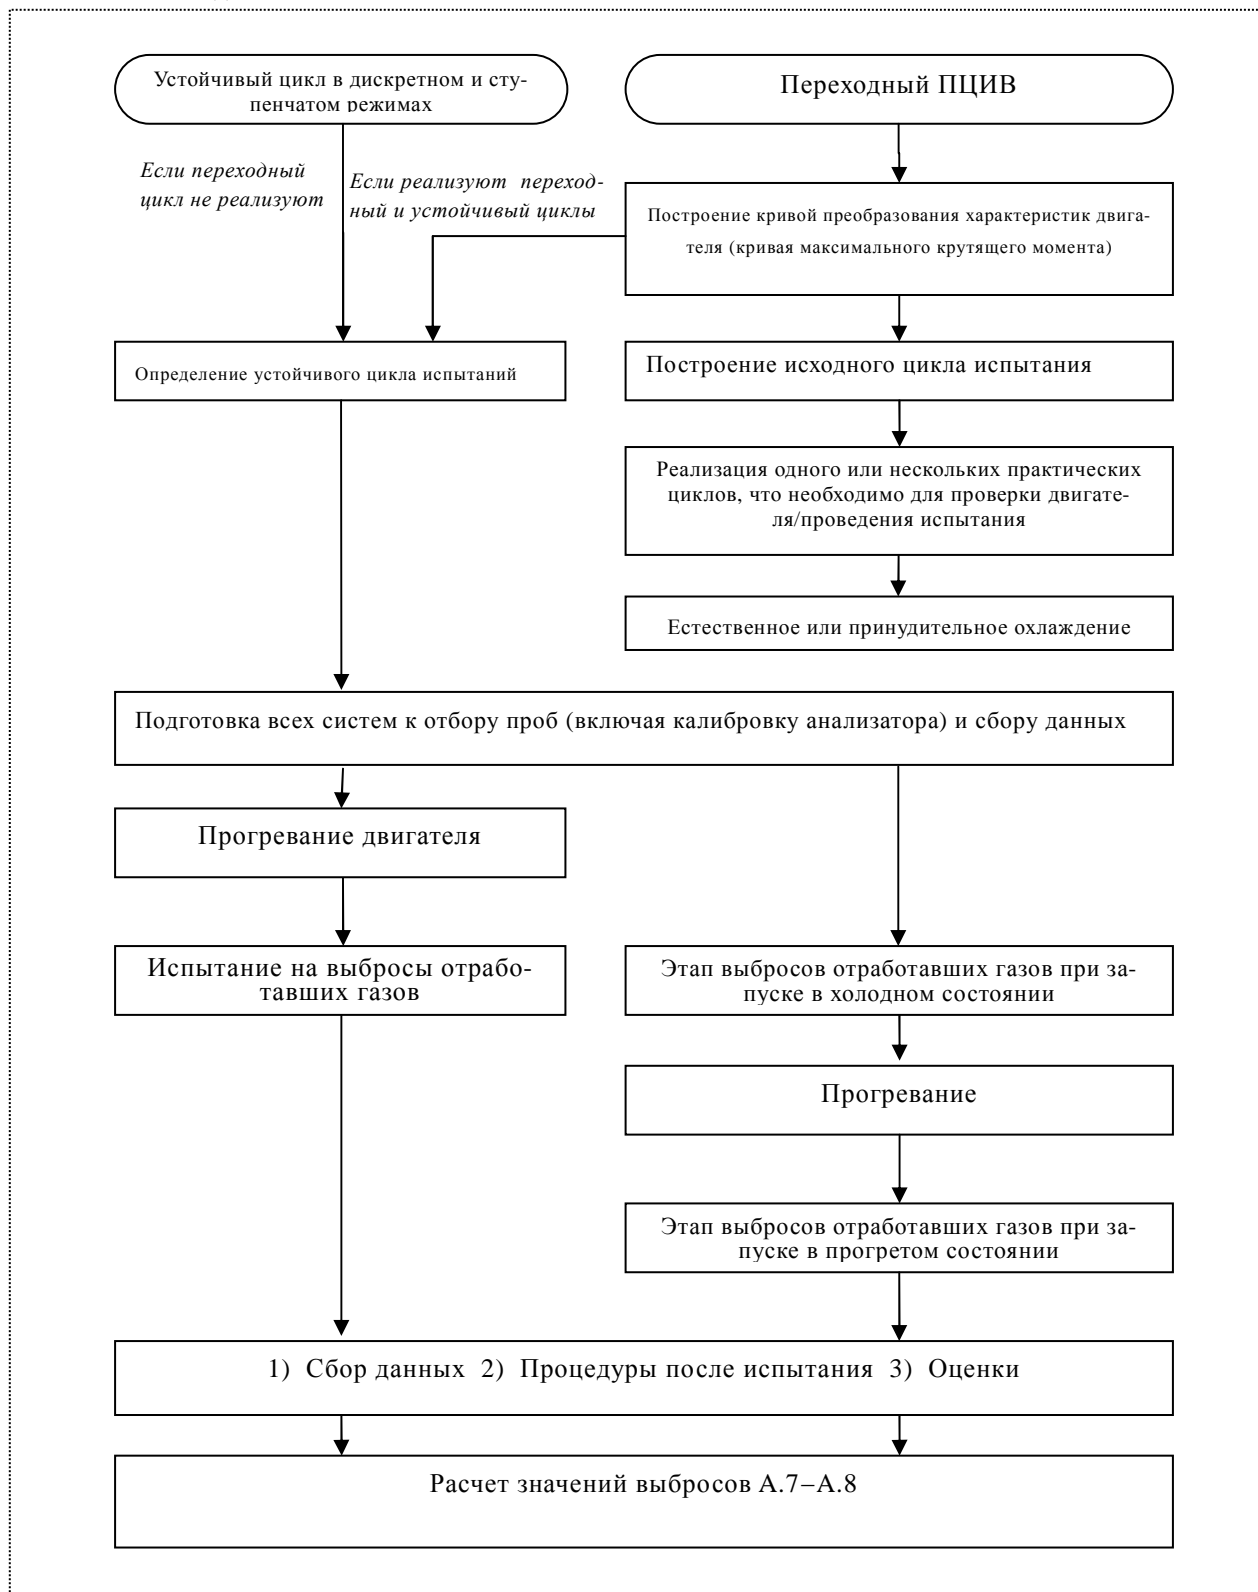 Устойчивый цикл в дискретном и сту-
пенчатом режимах
Переходный ПЦИВ
Если переходный
цикл не реализуют
Если реализуют переход-
ный и устойчивый циклы
Построение кривой преобразования характеристик двига-
теля (кривая максимального крутящего момента)
Определение устойчивого цикла испытаний
Построение исходного цикла испытания
Реализация одного или нескольких практических
циклов, что необходимо для проверки двигате-
ля/проведения испытания
Естественное или принудительное охлаждение
Подготовка всех систем к отбору проб (включая калибровку анализатора) и сбору данных
Прогревание двигателя
Испытание на выбросы отрабо-
тавших газов
Этап выбросов отработавших газов при за-
пуске в холодном состоянии
Прогревание
Этап выбросов отработавших газов при за-
пуске в прогретом состоянии
1) Сбор данных 2) Процедуры после испытания 3) Оценки
Расчет значений выбросов А.7–А.8